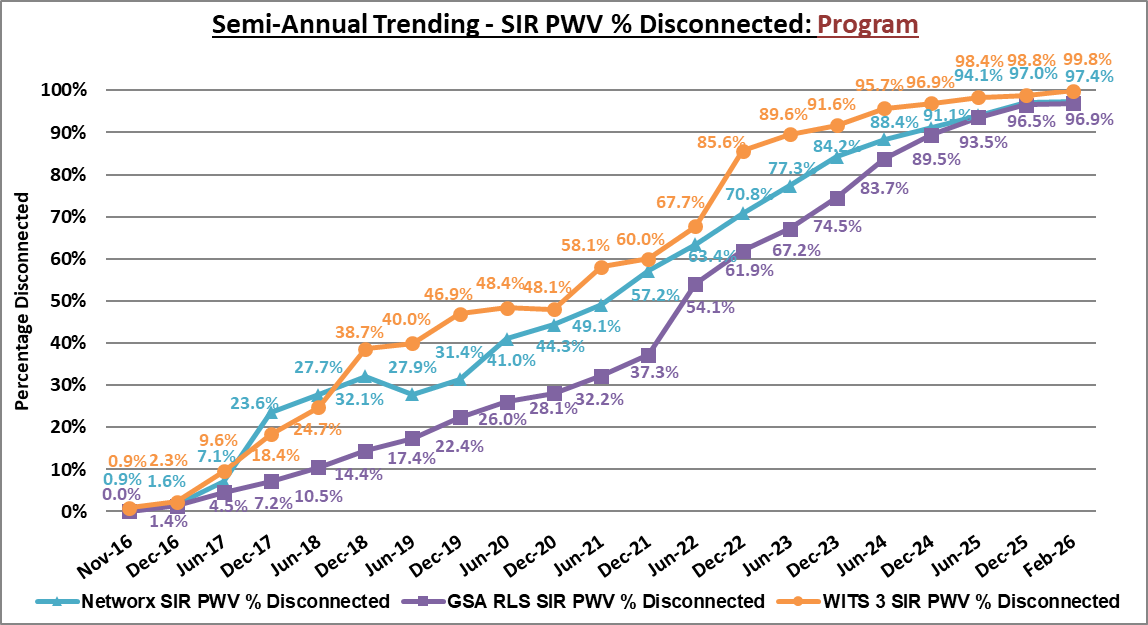 Semi-Annual Trending - SIR PWV % Disconnected: Program
Percentage Disconnected
100%
90%
80%
70%
60%
50%
40%
30%
20%
10%
0%
0.9% 2.3% 9.6% 18.4% 24.7% 38.7% 40.0% 46.9% 48.4% 48.1% 58.1% 60.0% 67.7% 85.6% 89.6% 91.6% 95.7% 96.9% 98.4% 98.8% 99.8%
0.9% 1.6% 7.1% 23.6% 27.7% 32.1% 27.9% 31.4% 41.0% 44.3% 49.1% 57.2% 63.4% 70.8% 77.3% 84.2% 88.4% 91.1% 94.1% 97.0% 97.4%
0.0% 1.4% 4.5% 7.2% 10.5% 14.4% 17.4% 22.4% 26.0% 28.1% 32.2% 37.3% 54.1% 61.9% 67.2% 74.5% 83.7% 89.5% 93.5% 96.5% 96.9%
Nov-16 Dec-16 Jun-17 Dec-17 Jun-18 Dec-18 Jun-19 Dec-19 Jun-20 Dec-20 Jun-21 Dec-21 Jun-22 Dec-22 Jun-23 Dec-23 Jun-24 Dec-24 Jun-25 Dec-25 Feb-26
Networx SIR PWV % Disconnected GSA RLS SIR PWV % Disconnected WITS 3 SIR PWV % Disconnected